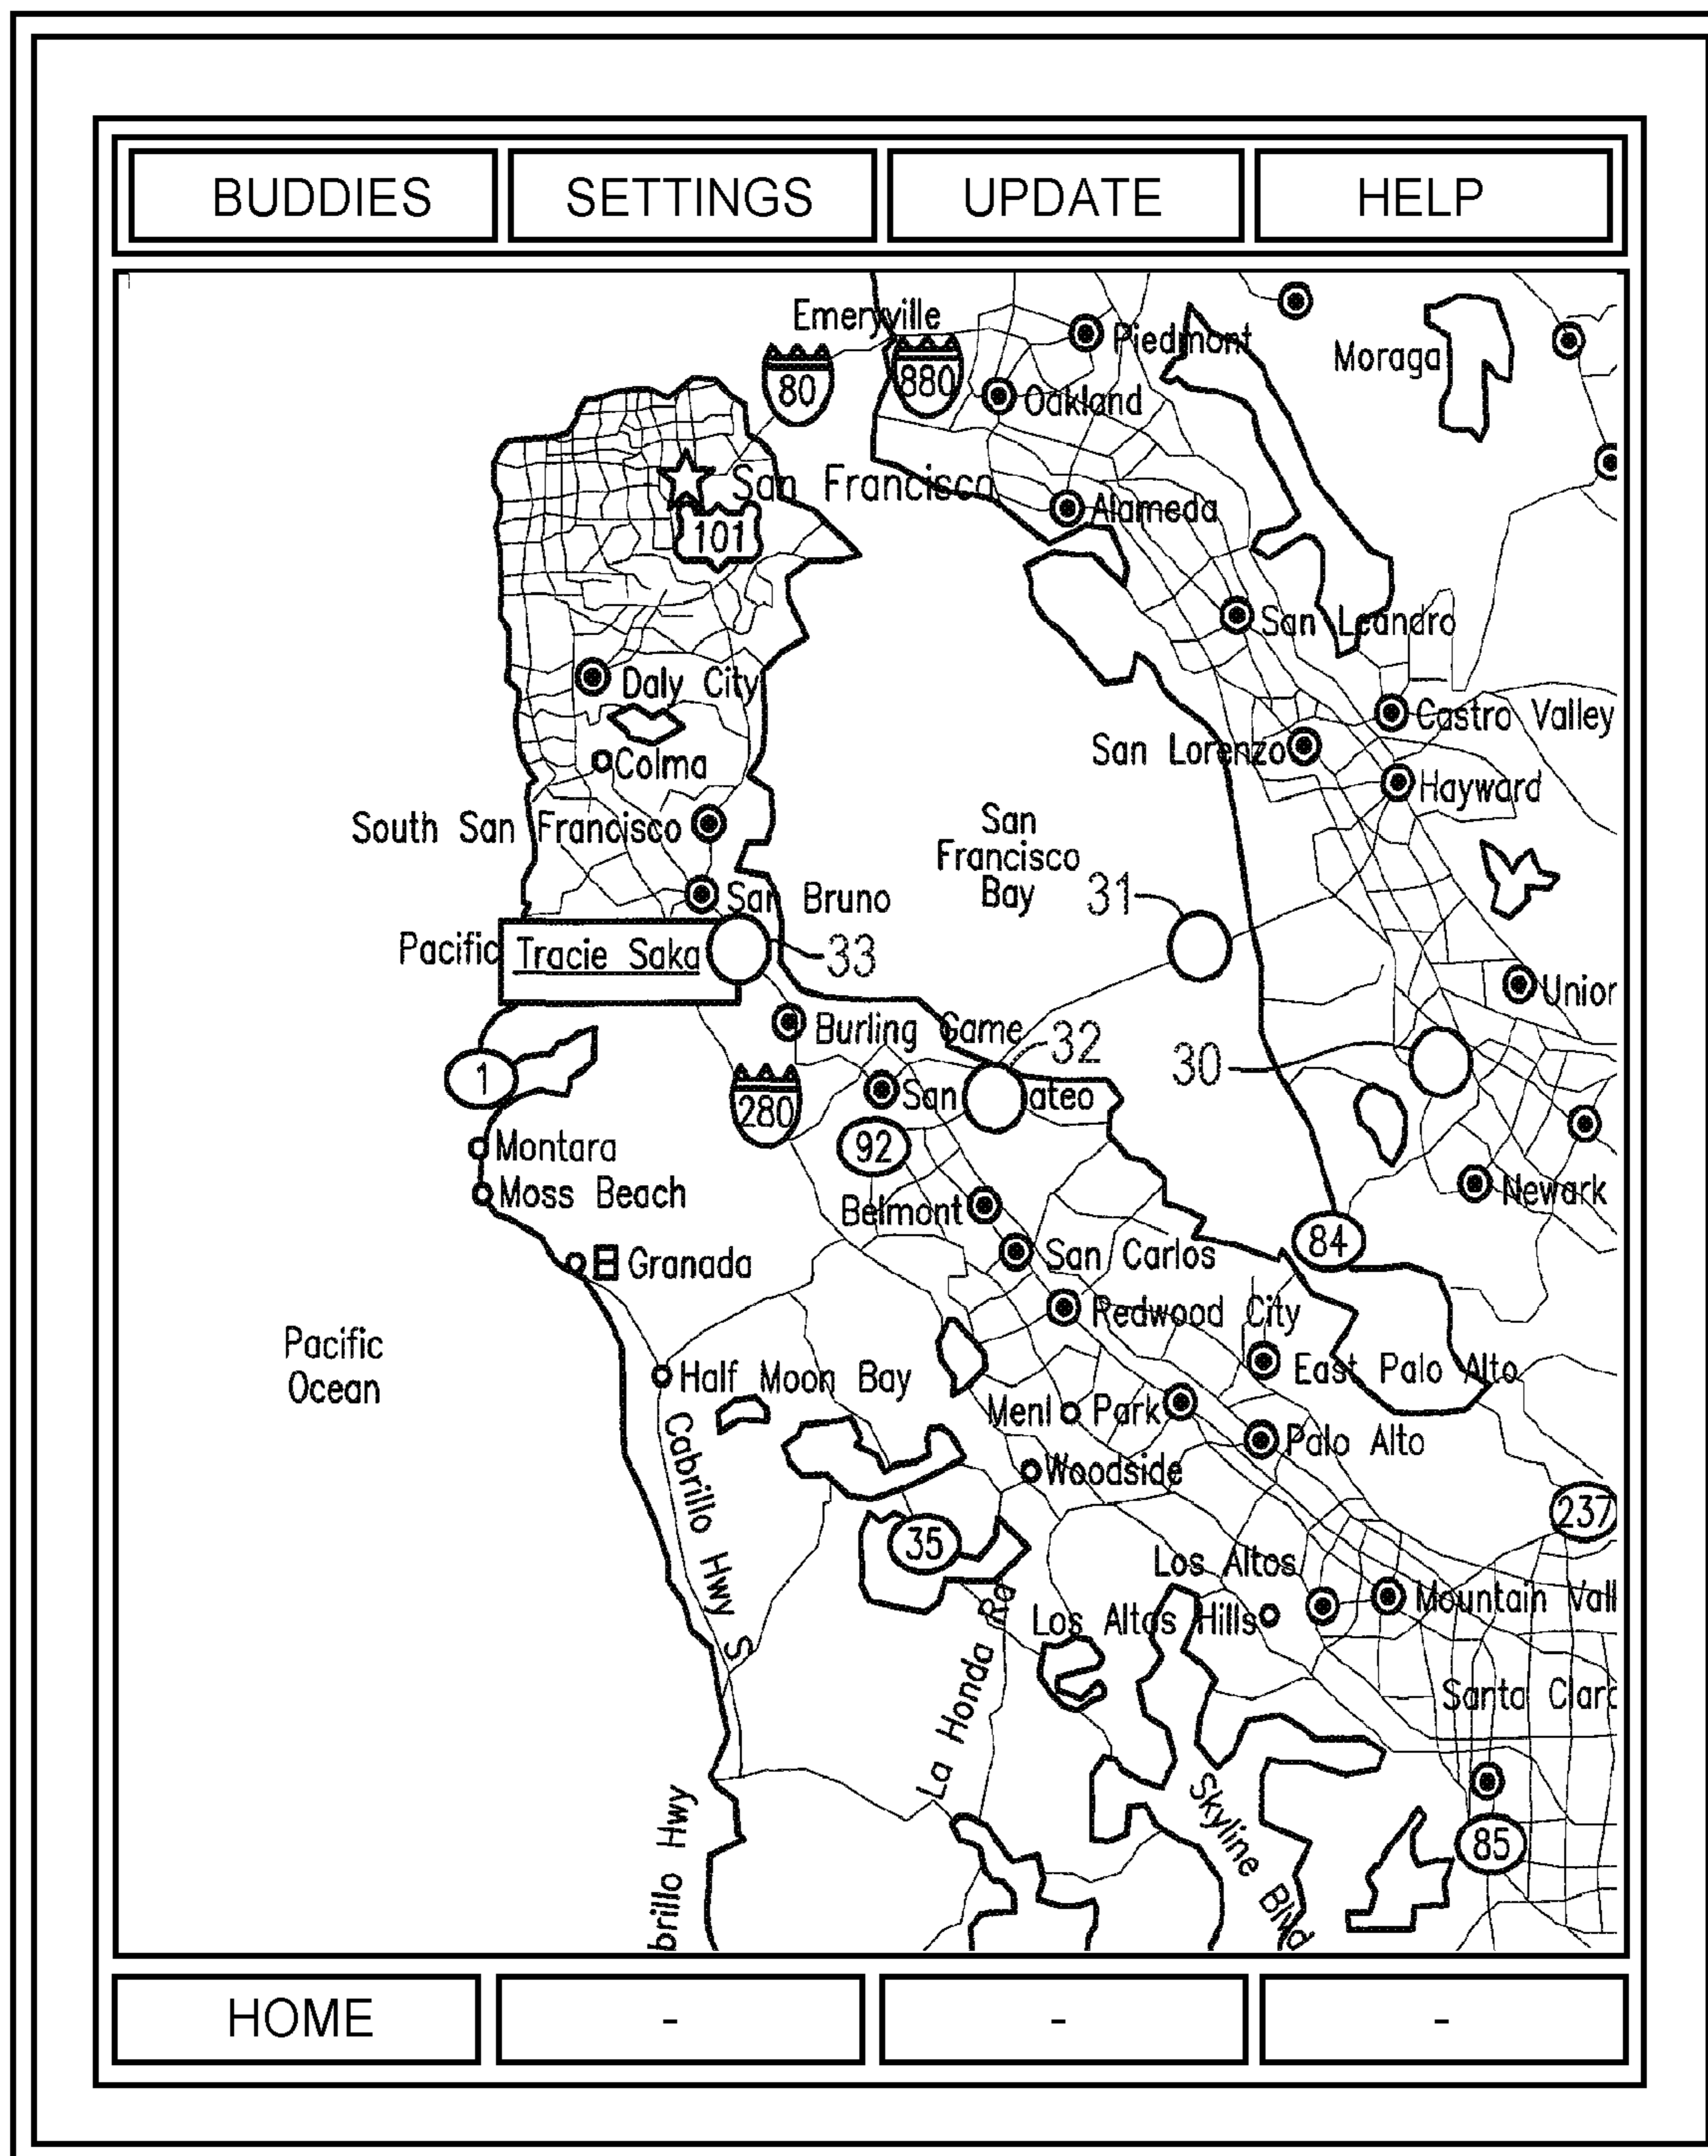 BUDDIES
SETTINGS
UPDATE
HELP
Emeryville
Piedmont
Moraga
80
880
Oakland
San Francisco
101
Alameda
San Leandro
Daly City
Castro Valley
San Lorenzo
Colma
Hayward
South San Francisco
San
Francisco
Bay
31
San Bruno
Pacific
Tracie Saka
33
Union
Burling Game
32
30
1
280
San ateo
92
Montara
Moss Beach
Belmont
Newark
84
San Carlos
Granada
Redwood City
Pacific
Ocean
East Palo Alto
Half Moon Bay
Menl Park
Palo Alto
Woodside
Cabrillo Hwy S
237
35
Los Altos
Mountain Vall
Los Altos Hills
La Honda Rd
Santa Clara
Skyline Blvd
85
brillo Hwy
HOME
-
-
-